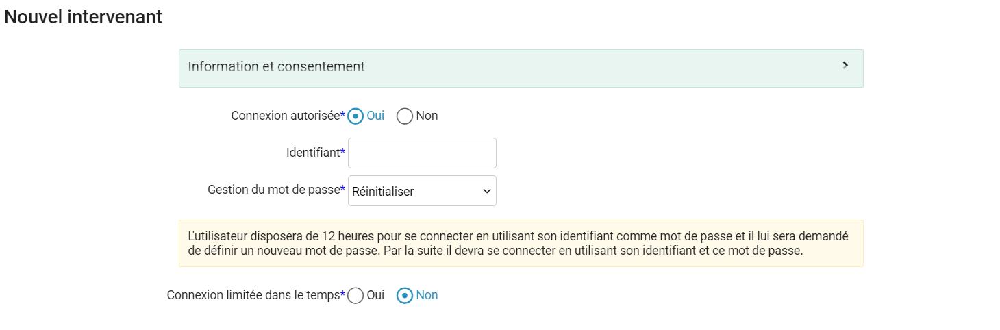 Nouvel intervenant
Information et consentement
Connexion autorisée* Oui Non
Identifiant*
Gestion du mot de passe* Réinitialiser
L'utilisateur disposera de 12 heures pour se connecter en utilisant son identifiant comme mot de passe et il lui sera demandé
de définir un nouveau mot de passe. Par la suite il devra se connecter en utilisant son identifiant et ce mot de passe.
Connexion limitée dans le temps* Oui Non